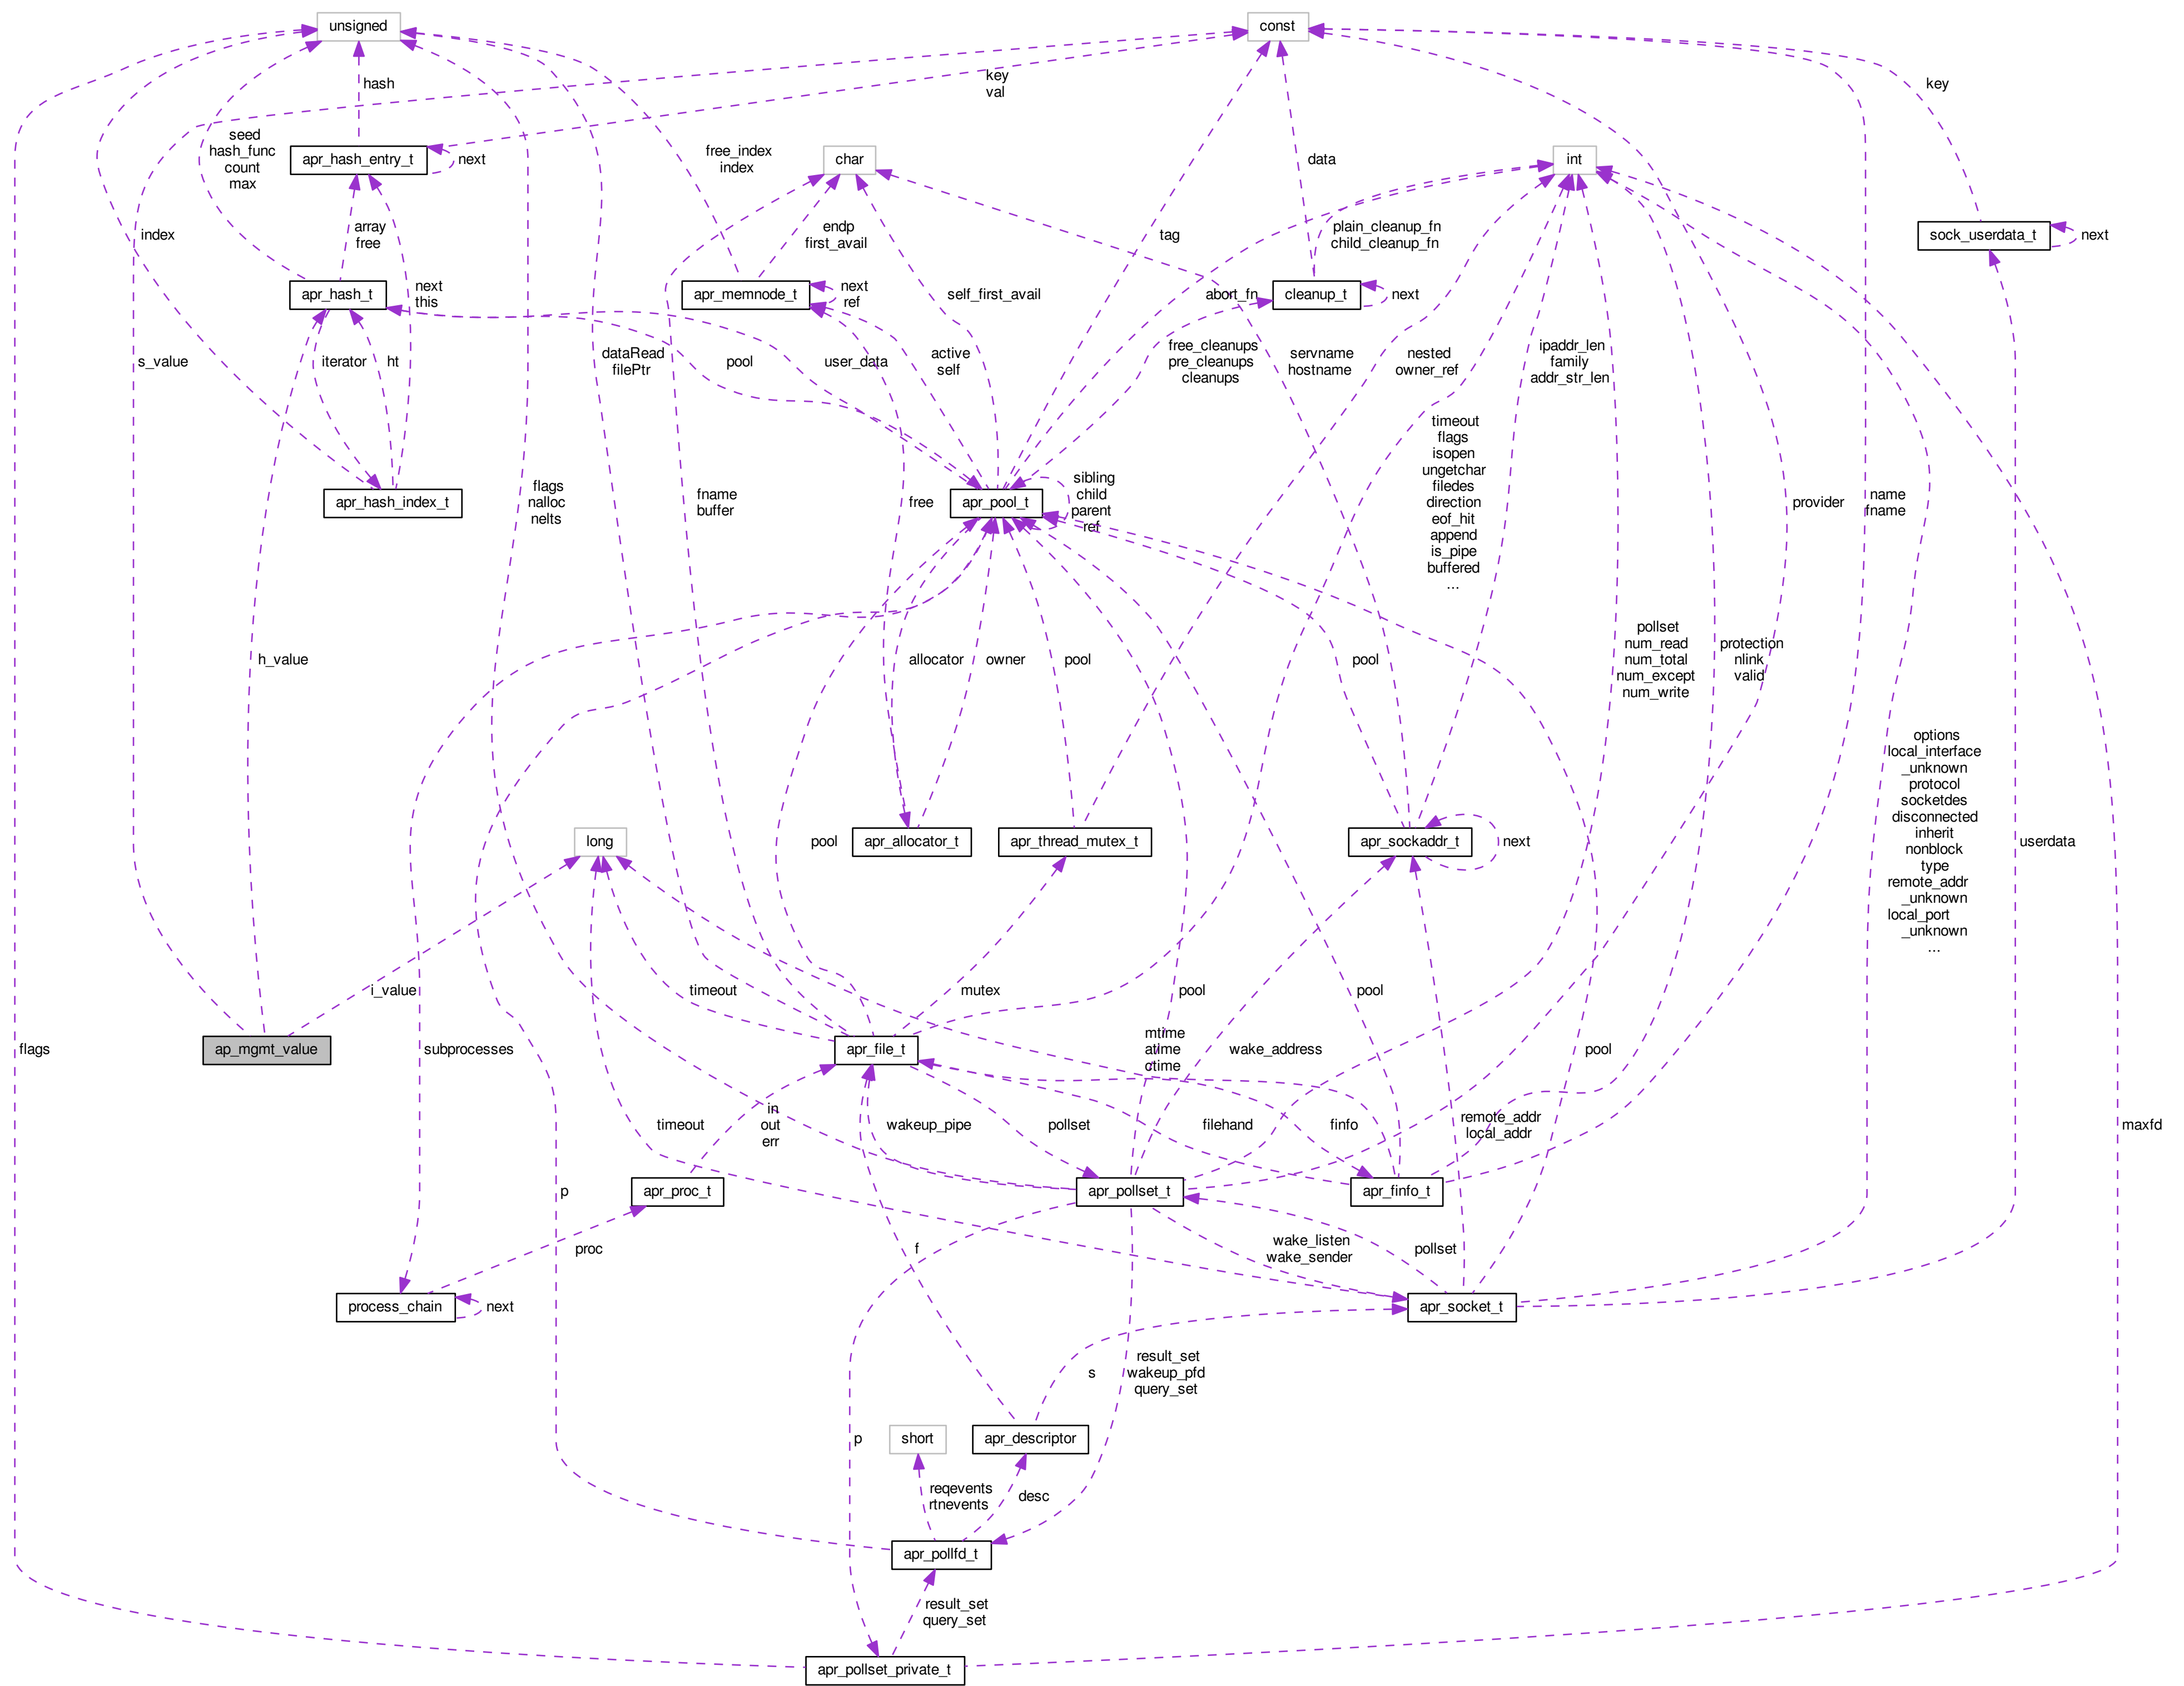 unsigned
const
hash
key
val
key
seed
hash_func
count
max
apr_hash_entry_t
next
free_index
index
char
data
int
index
array
free
endp
first_avail
tag
plain_cleanup_fn
child_cleanup_fn
sock_userdata_t
next
apr_hash_t
next
this
apr_memnode_t
next
ref
self_first_avail
abort_fn
cleanup_t
next
s_value
iterator
ht
dataRead
filePtr
pool
user_data
active
self
free_cleanups
pre_cleanups
cleanups
servname
hostname
nested
owner_ref
ipaddr_len
family
addr_str_len
apr_hash_index_t
flags
nalloc
nelts
fname
buffer
free
apr_pool_t
sibling
child
parent
ref
timeout
flags
isopen
ungetchar
filedes
direction
eof_hit
append
is_pipe
buffered
...
provider
name
fname
h_value
allocator
owner
pool
pool
pollset
num_read
num_total
num_except
num_write
protection
nlink
valid
long
pool
apr_allocator_t
apr_thread_mutex_t
apr_sockaddr_t
next
options
local_interface
_unknown
protocol
socketdes
disconnected
inherit
nonblock
type
remote_addr
_unknown
local_port
_unknown
...
userdata
i_value
timeout
mutex
pool
pool
flags
ap_mgmt_value
subprocesses
apr_file_t
mtime
atime
ctime
wake_address
pool
timeout
in
out
err
wakeup_pipe
pollset
filehand
finfo
remote_addr
local_addr
maxfd
p
apr_proc_t
apr_pollset_t
apr_finfo_t
proc
f
wake_listen
wake_sender
pollset
process_chain
next
apr_socket_t
s
result_set
wakeup_pfd
query_set
p
short
apr_descriptor
reqevents
rtnevents
desc
apr_pollfd_t
result_set
query_set
apr_pollset_private_t